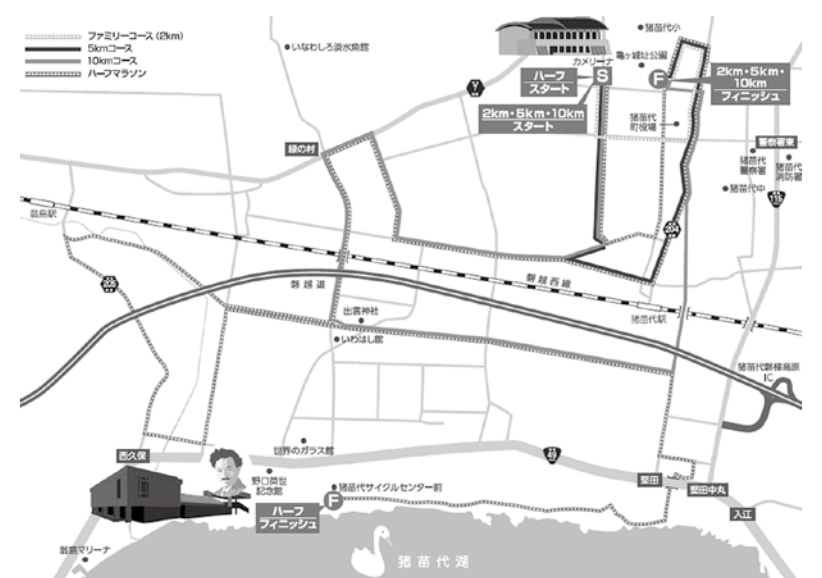 ファミリーコース（2km）
5kmコース
10kmコース
ハーフマラソン
いなわしろ淡水魚館
猪苗代小
亀ヶ城址公園
カメリーナ
ハーフ
スタート
S
F
2km・5km・
10km
フィニッシュ
2km・5km・10km
スタート
7
猪苗代
町役場
緑の村
警察署東
猪苗代
警察署
猪苗代
消防署
猪苗代中
115
翁島駅
204
205
磐越西線
磐越道
猪苗代駅
出雲神社
いわはし館
猪苗代磐梯高原
IC
世界のガラス館
49
西久保
野口英世
記念館
猪苗代サイクルセンター前
F
ハーフ
フィニッシュ
堅田
堅田中丸
入江
翁島マリーナ
猪苗代湖